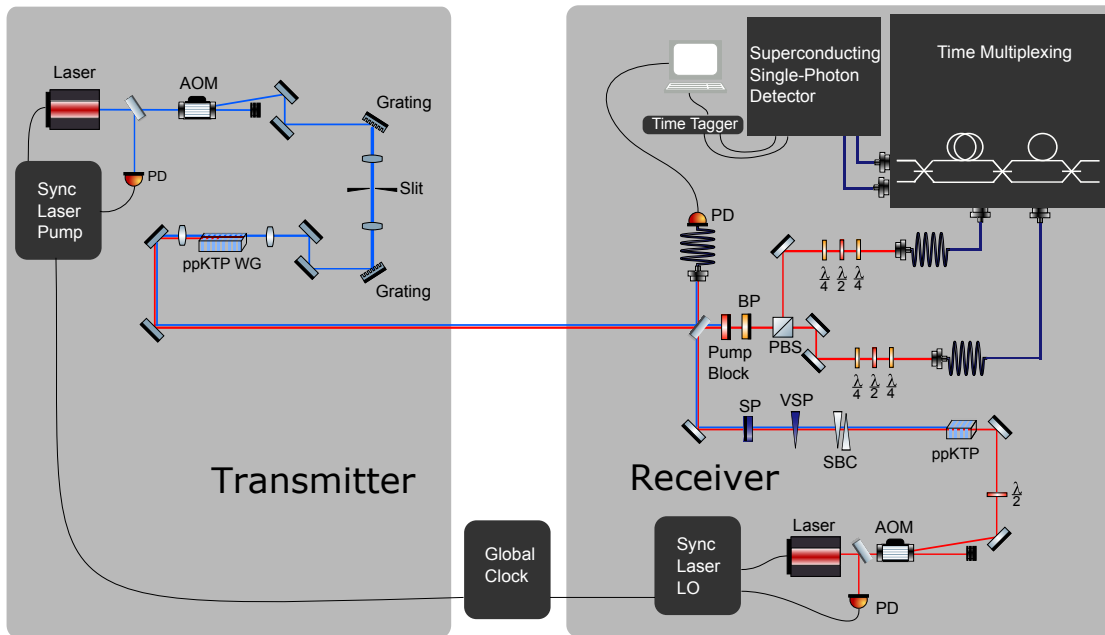 Laser
AOM
Grating
PD
Sync
Laser
Pump
Slit
ppKTP WG
Grating
Transmitter
Superconducting
Single-Photon
Detector
Time Multiplexing
Time Tagger
PD
BP
PBS
Pump
Block
λ/4
λ/2
λ/4
λ/4
λ/2
λ/4
SP
VSP
SBC
ppKTP
λ/2
Receiver
Global
Clock
Sync
Laser
LO
Laser
AOM
PD